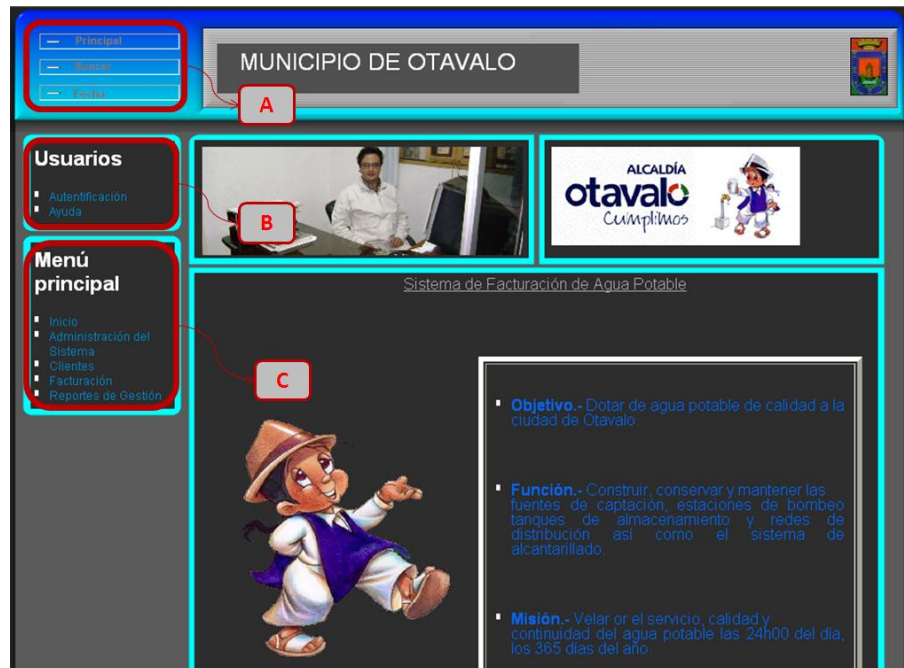 Principal
Buscar
Fecha
MUNICIPIO DE OTAVALO
A
Usuarios
Autentificación
Ayuda
B
ALCALDÍA
otavalo
Cumplimos
Menú
principal
Inicio
Administración del
Sistema
Clientes
Facturación
Reportes de Gestión
C
Sistema de Facturación de Agua Potable
Objetivo.- Dotar de agua potable de calidad a la
ciudad de Otavalo.
Función.- Construir, conservar y mantener las
fuentes de captación, estaciones de bombeo
tanques de almacenamiento y redes de
distribución así como el sistema de
alcantarillado.
Misión.- Velar or el servicio, calidad y
continuidad del agua potable las 24h00 del día,
los 365 días del año.